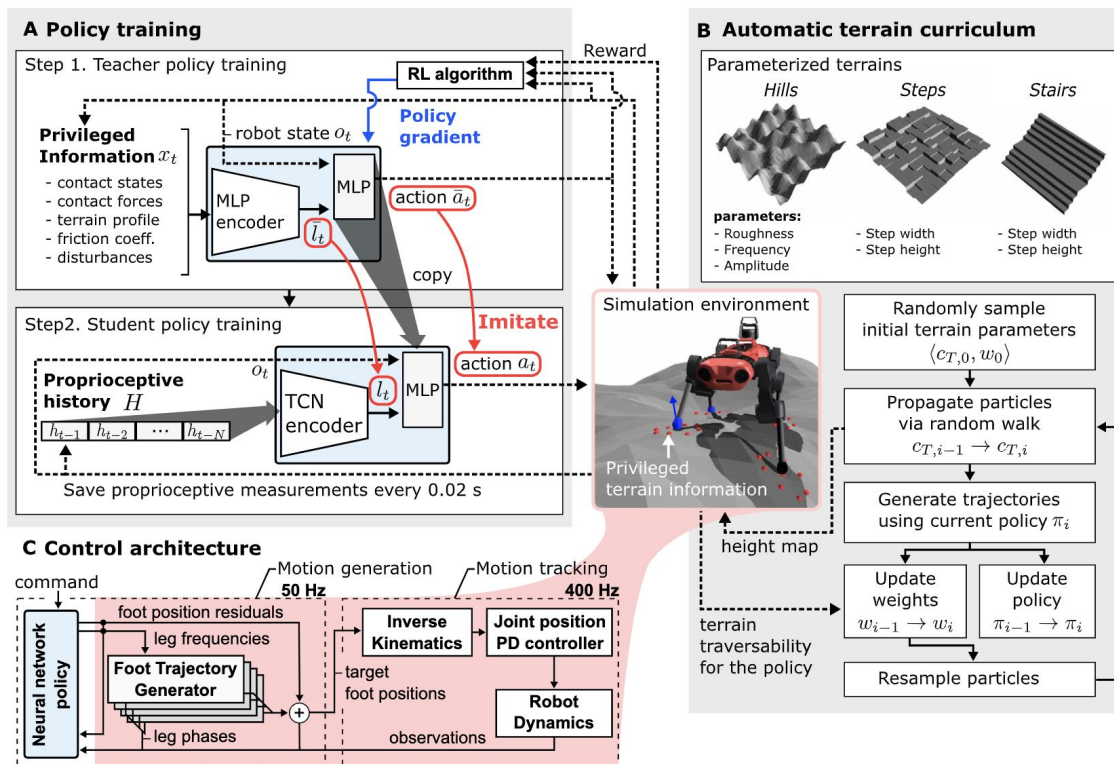 A Policy training
Step 1. Teacher policy training
RL algorithm
Reward
Policy
gradient
robot state o_t
Privileged
Information x_t
- contact states
- contact forces
- terrain profile
- friction coeff.
- disturbances
MLP
encoder
MLP
l̄_t
action ā_t
copy
Imitate
Step2. Student policy training
o_t
Proprioceptive
history H
h_{t-1} h_{t-2} ... h_{t-N}
TCN
encoder
l_t
MLP
action a_t
Save proprioceptive measurements every 0.02 s
Simulation environment
Privileged
terrain information
B Automatic terrain curriculum
Parameterized terrains
Hills
Steps
Stairs
parameters:
- Roughness
- Frequency
- Amplitude
- Step width
- Step height
- Step width
- Step height
Randomly sample
initial terrain parameters
⟨c_{T,0}, w_0⟩
Propagate particles
via random walk
c_{T,i-1} → c_{T,i}
Generate trajectories
using current policy π_i
height map
Update
weights
w_{i-1} → w_i
Update
policy
π_{i-1} → π_i
terrain
traversability
for the policy
Resample particles
C Control architecture
command
Motion generation
50 Hz
Motion tracking
400 Hz
Neural network
policy
foot position residuals
leg frequencies
Foot Trajectory
Generator
leg phases
+
target
foot positions
Inverse
Kinematics
Joint position
PD controller
Robot
Dynamics
observations